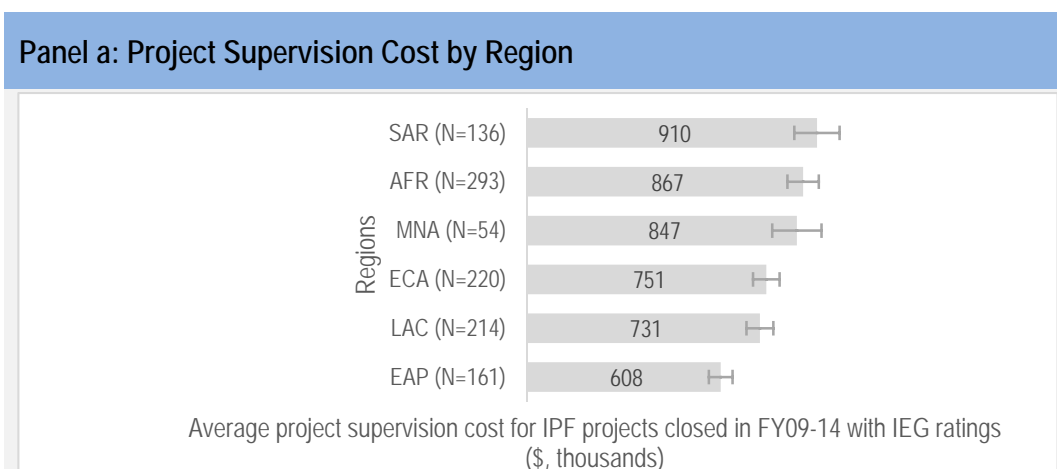 Panel a: Project Supervision Cost by Region
SAR (N=136) 910
AFR (N=293) 867
MNA (N=54) 847
Regions
ECA (N=220) 751
LAC (N=214) 731
EAP (N=161) 608
Average project supervision cost for IPF projects closed in FY09-14 with IEG ratings
($, thousands)